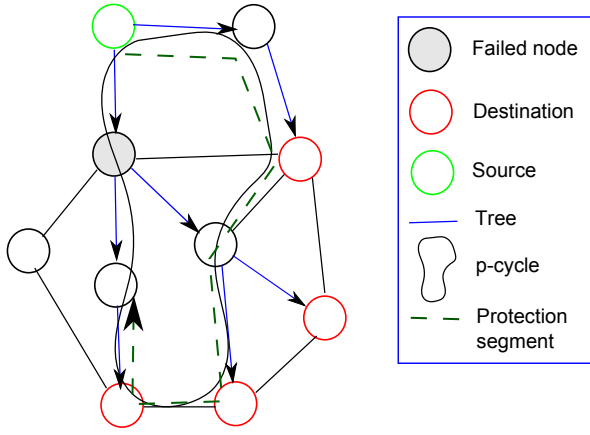 Failed node
Destination
Source
Tree
p-cycle
Protection
segment